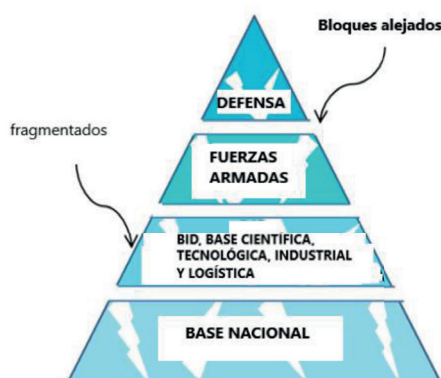 Bloques alejados
DEFENSA
fragmentados
FUERZAS
ARMADAS
BID, BASE CIENTÍFICA,
TECNOLÓGICA, INDUSTRIAL
Y LOGÍSTICA
BASE NACIONAL